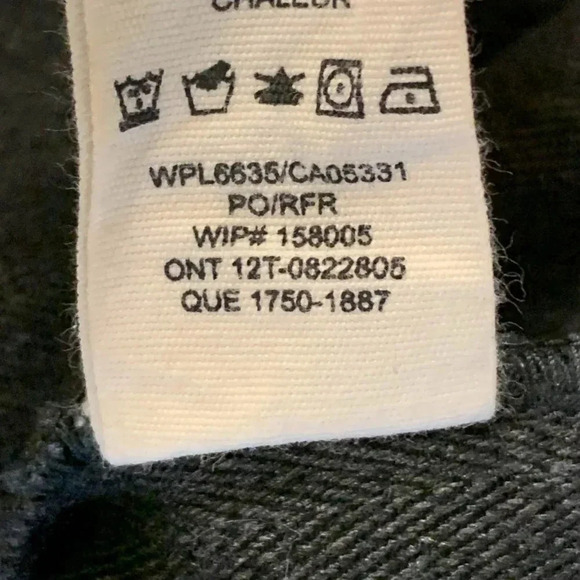 CHALEUR
WPL6635/CA05331
PO/RFR
WIP# 158005
ONT 12T-0822805
QUE 1750-1887